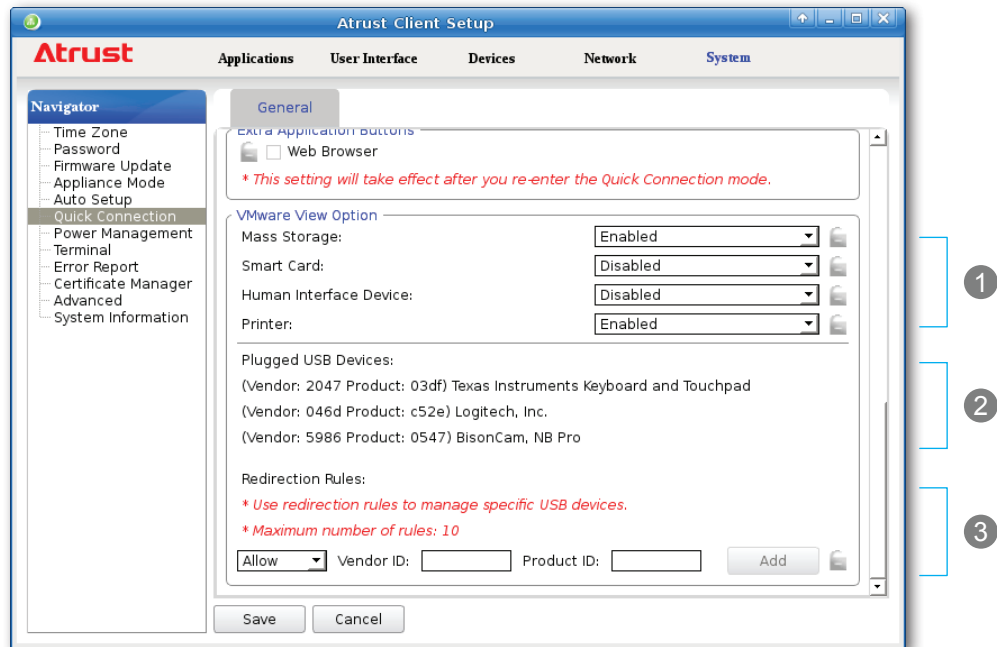 Atrust Client Setup
Atrust
Applications User Interface Devices Network System
Navigator
Time Zone
Password
Firmware Update
Appliance Mode
Auto Setup
Quick Connection
Power Management
Terminal
Error Report
Certificate Manager
Advanced
System Information
General
Extra Application Buttons
Web Browser
* This setting will take effect after you re-enter the Quick Connection mode.
VMware View Option
Mass Storage: Enabled
Smart Card: Disabled
Human Interface Device: Disabled
Printer: Enabled
1
Plugged USB Devices:
(Vendor: 2047 Product: 03df) Texas Instruments Keyboard and Touchpad
(Vendor: 046d Product: c52e) Logitech, Inc.
(Vendor: 5986 Product: 0547) BisonCam, NB Pro
2
Redirection Rules:
* Use redirection rules to manage specific USB devices.
* Maximum number of rules: 10
Allow Vendor ID: Product ID: Add
3
Save Cancel